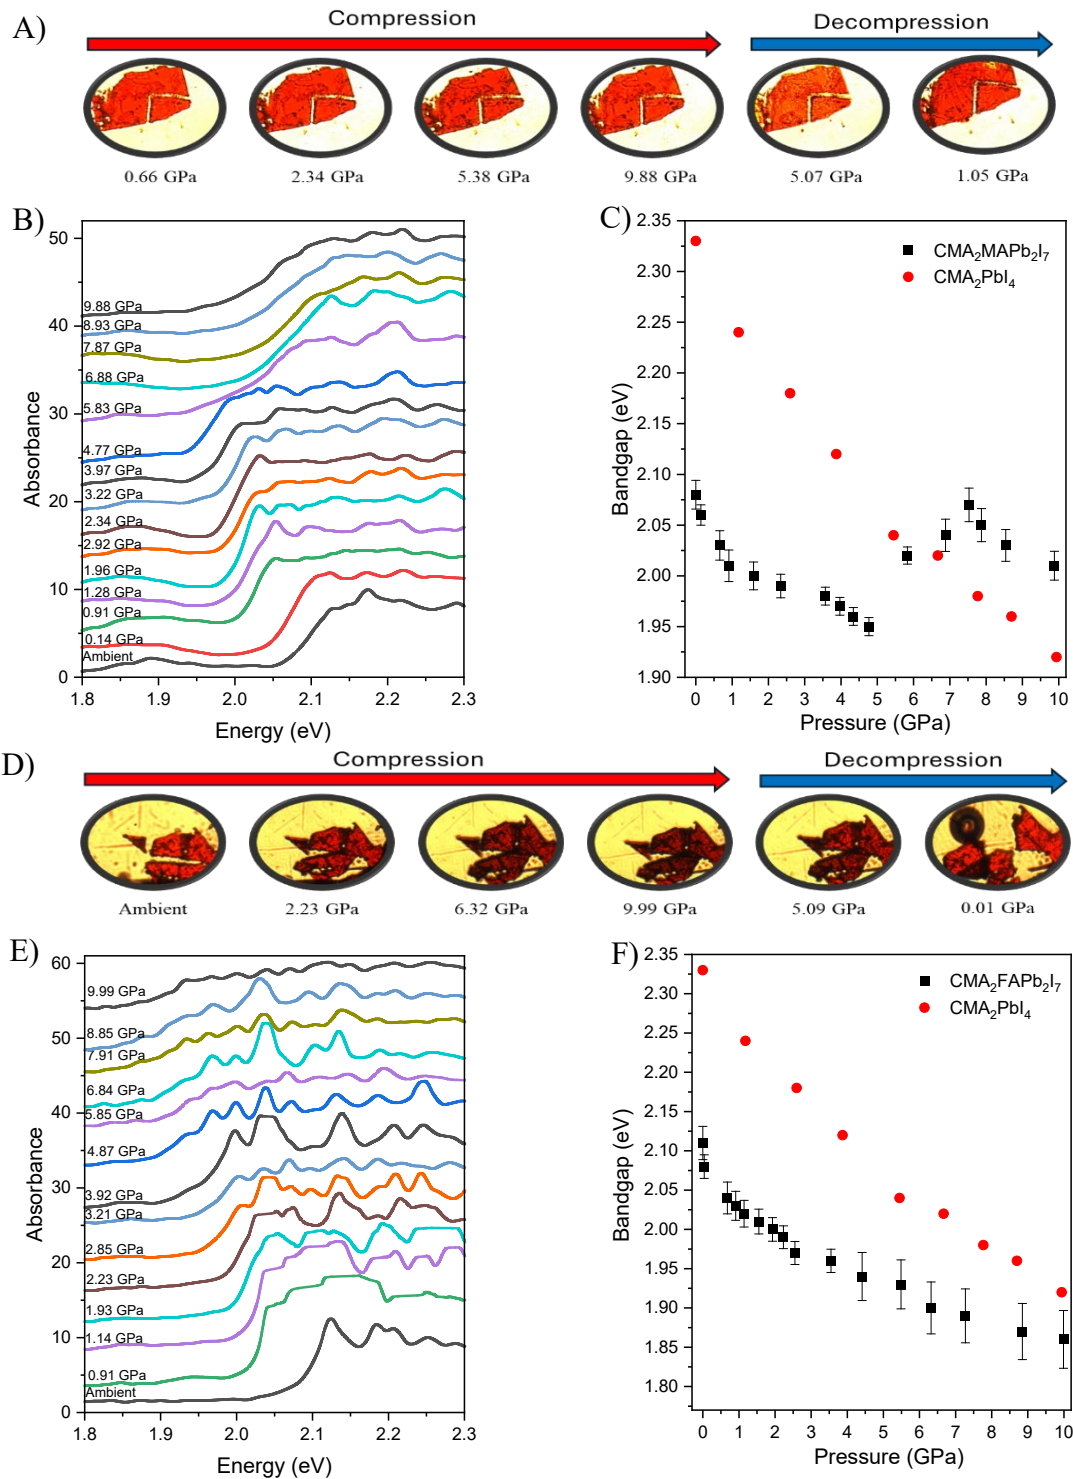 A)
Compression
Decompression
0.66 GPa
2.34 GPa
5.38 GPa
9.88 GPa
5.07 GPa
1.05 GPa
B)
Absorbance
50
40
30
20
10
0
9.88 GPa
8.93 GPa
7.87 GPa
6.88 GPa
5.83 GPa
4.77 GPa
3.97 GPa
3.22 GPa
2.34 GPa
2.92 GPa
1.96 GPa
1.28 GPa
0.91 GPa
0.14 GPa
Ambient
1.8 1.9 2.0 2.1 2.2 2.3
Energy (eV)
C)
Bandgap (eV)
2.35
2.30
2.25
2.20
2.15
2.10
2.05
2.00
1.95
1.90
CMA₂MAPb₂I₇
CMA₂PbI₄
0 1 2 3 4 5 6 7 8 9 10
Pressure (GPa)
D)
Compression
Decompression
Ambient
2.23 GPa
6.32 GPa
9.99 GPa
5.09 GPa
0.01 GPa
E)
Absorbance
60
50
40
30
20
10
0
9.99 GPa
8.85 GPa
7.91 GPa
6.84 GPa
5.85 GPa
4.87 GPa
3.92 GPa
3.21 GPa
2.85 GPa
2.23 GPa
1.93 GPa
1.14 GPa
0.91 GPa
Ambient
1.8 1.9 2.0 2.1 2.2 2.3
Energy (eV)
F)
Bandgap (eV)
2.35
2.30
2.25
2.20
2.15
2.10
2.05
2.00
1.95
1.90
1.85
1.80
CMA₂FAPb₂I₇
CMA₂PbI₄
0 1 2 3 4 5 6 7 8 9 10
Pressure (GPa)